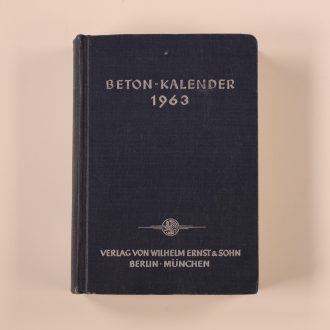 BETON-KALENDER
1963
VERLAG VON WILHELM ERNST & SOHN
BERLIN - MÜNCHEN